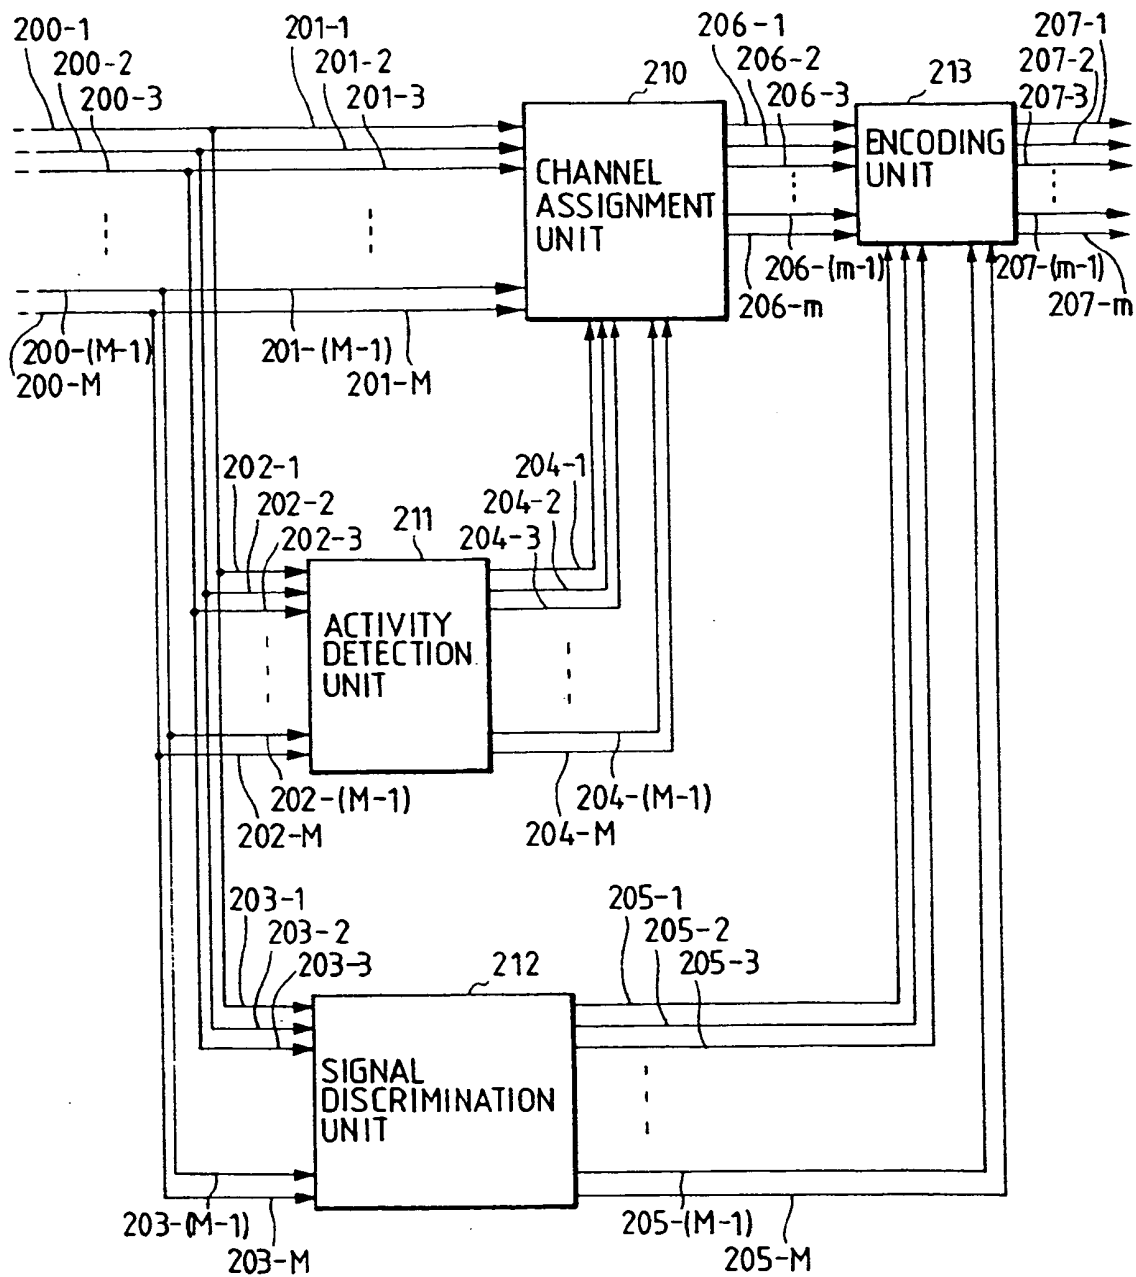 200-1
200-2
200-3
201-1
201-2
201-3
210
206-1
206-2
206-3
213
207-1
207-2
207-3
CHANNEL
ASSIGNMENT
UNIT
ENCODING
UNIT
200-(M-1)
200-M
201-(M-1)
201-M
206-(m-1)
206-m
207-(m-1)
207-m
202-1
202-2
202-3
211
204-1
204-2
204-3
ACTIVITY
DETECTION
UNIT
202-(M-1)
202-M
204-(M-1)
204-M
203-1
203-2
203-3
212
205-1
205-2
205-3
SIGNAL
DISCRIMINATION
UNIT
203-(M-1)
203-M
205-(M-1)
205-M